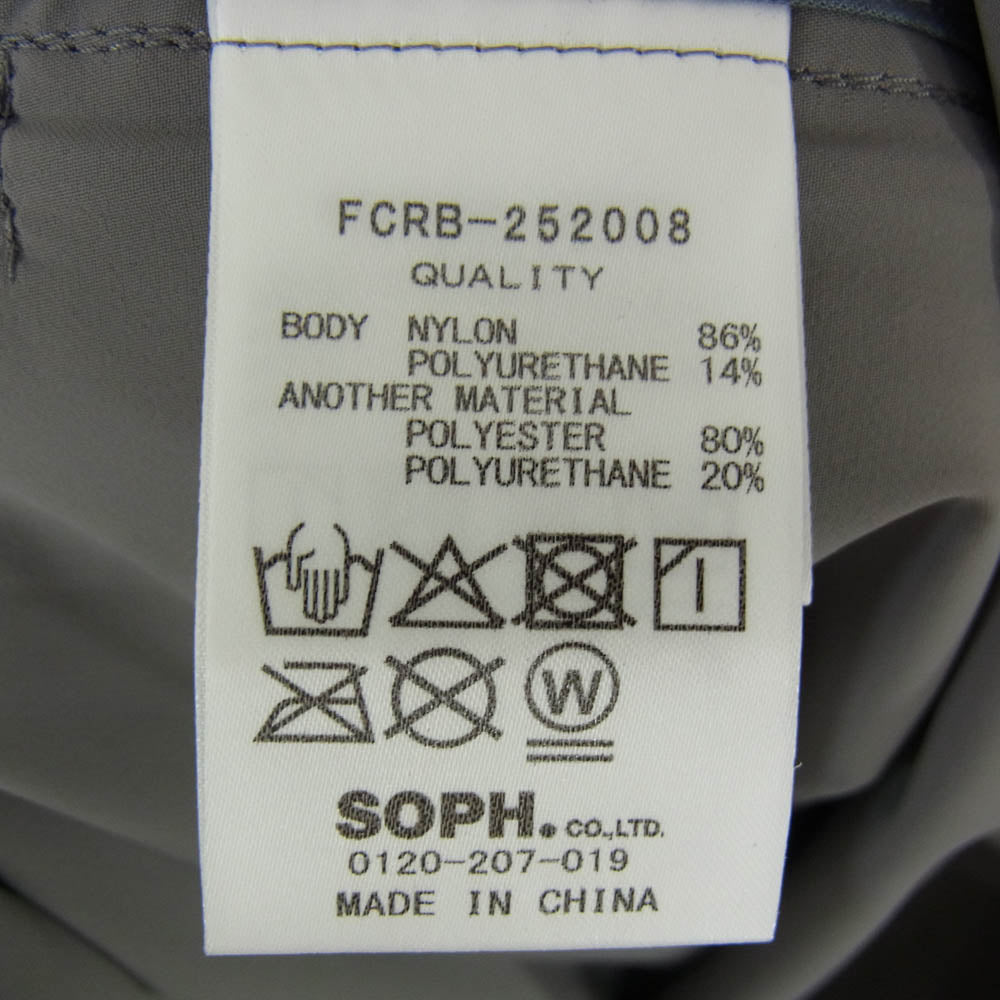 FCRB-252008
QUALITY
BODY NYLON 86%
POLYURETHANE 14%
ANOTHER MATERIAL
POLYESTER 80%
POLYURETHANE 20%
W
SOPH. CO.,LTD.
0120-207-019
MADE IN CHINA